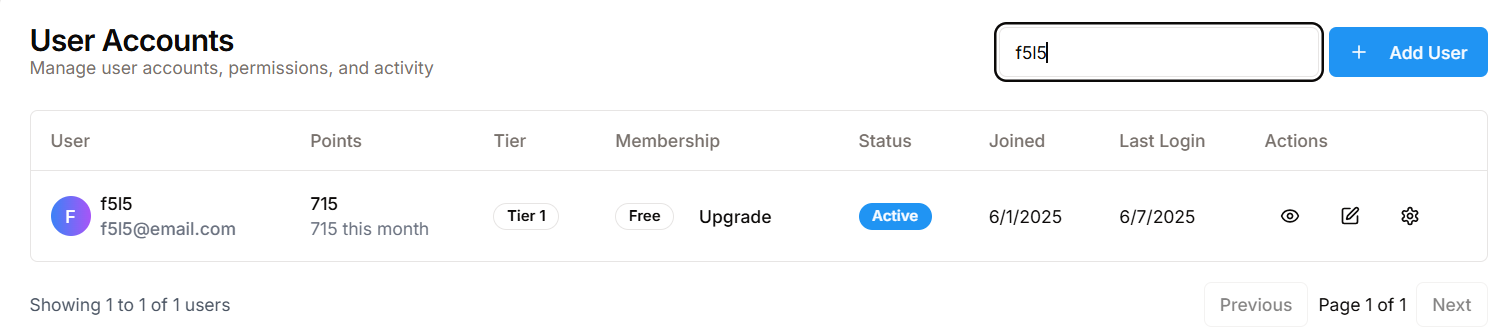 User Accounts
Manage user accounts, permissions, and activity
f5l5
Add User
User Points Tier Membership Status Joined Last Login Actions
F
f5l5
f5l5@email.com
715
715 this month
Tier 1
Free
Upgrade
Active
6/1/2025
6/7/2025
Showing 1 to 1 of 1 users
Previous
Page 1 of 1
Next